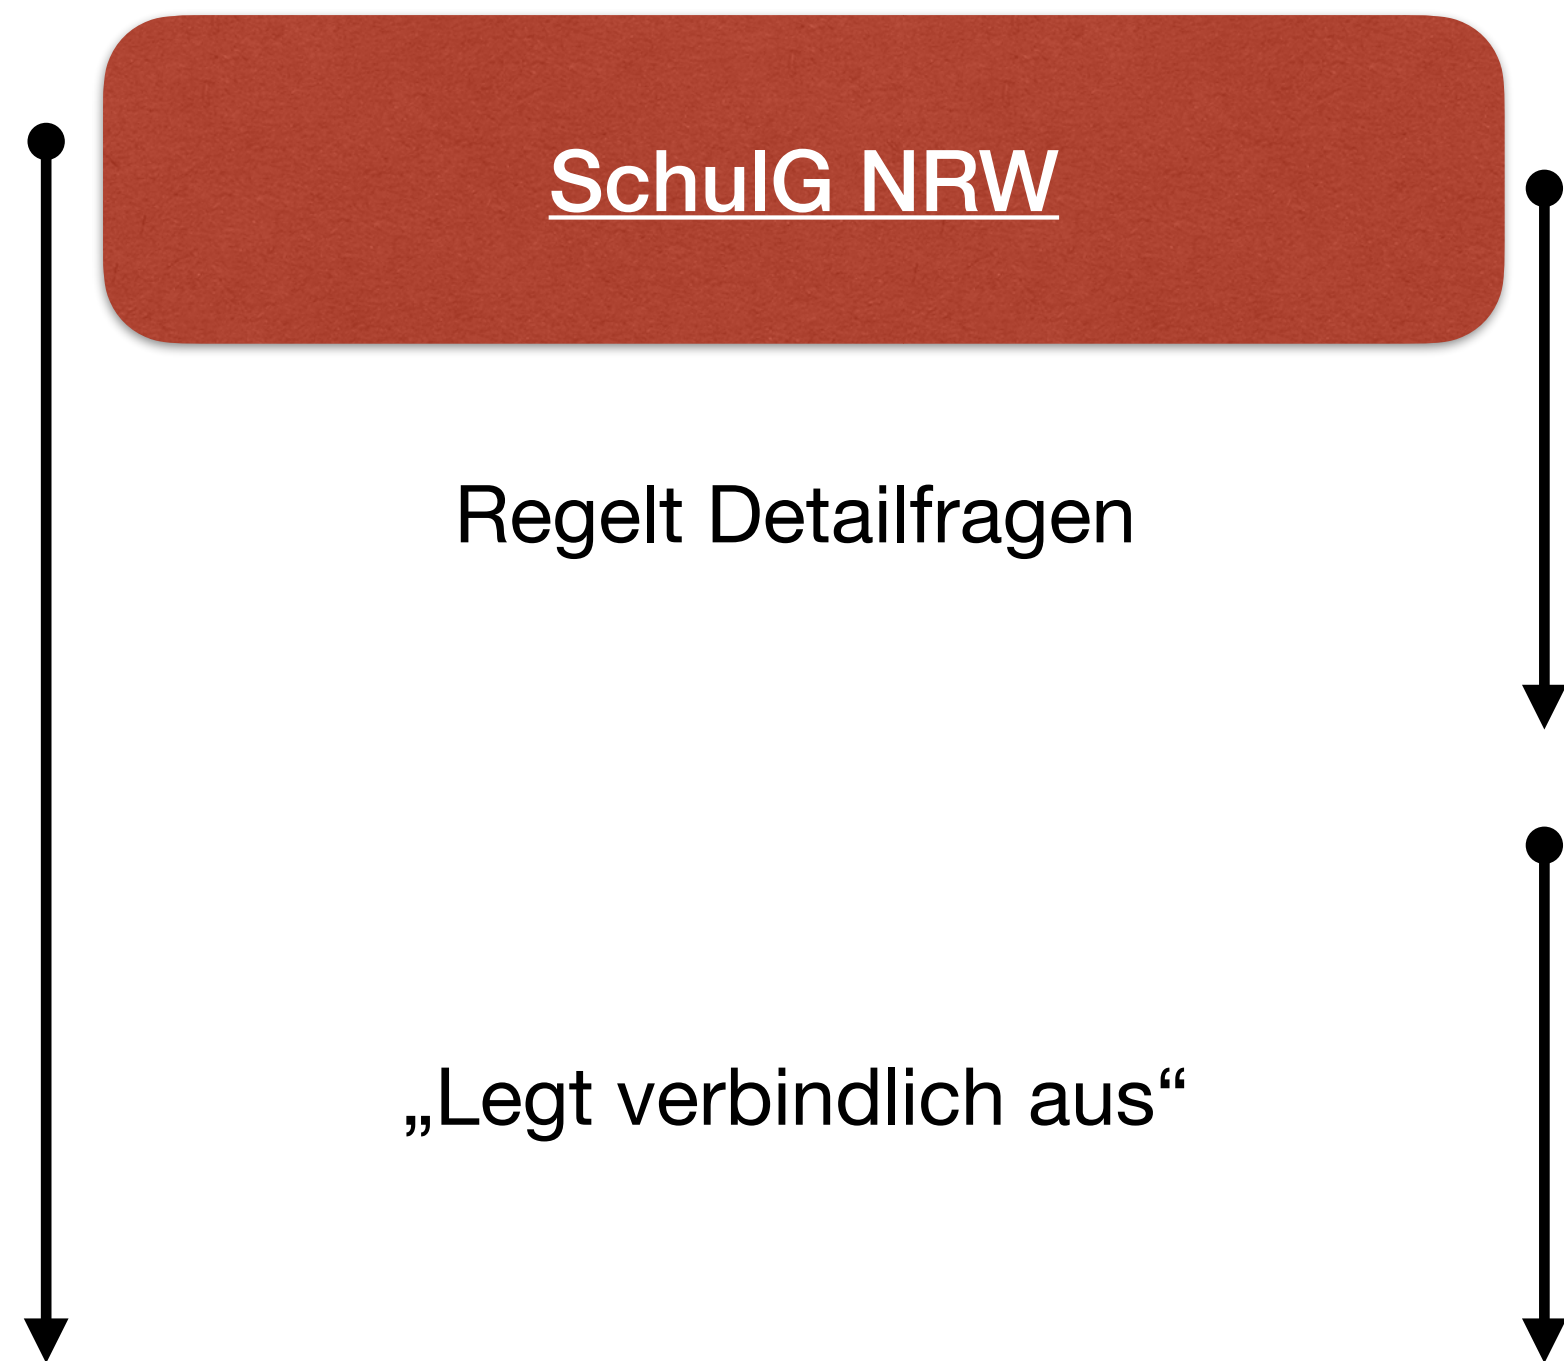 SchulG NRW
Regelt Detailfragen
„Legt verbindlich aus“